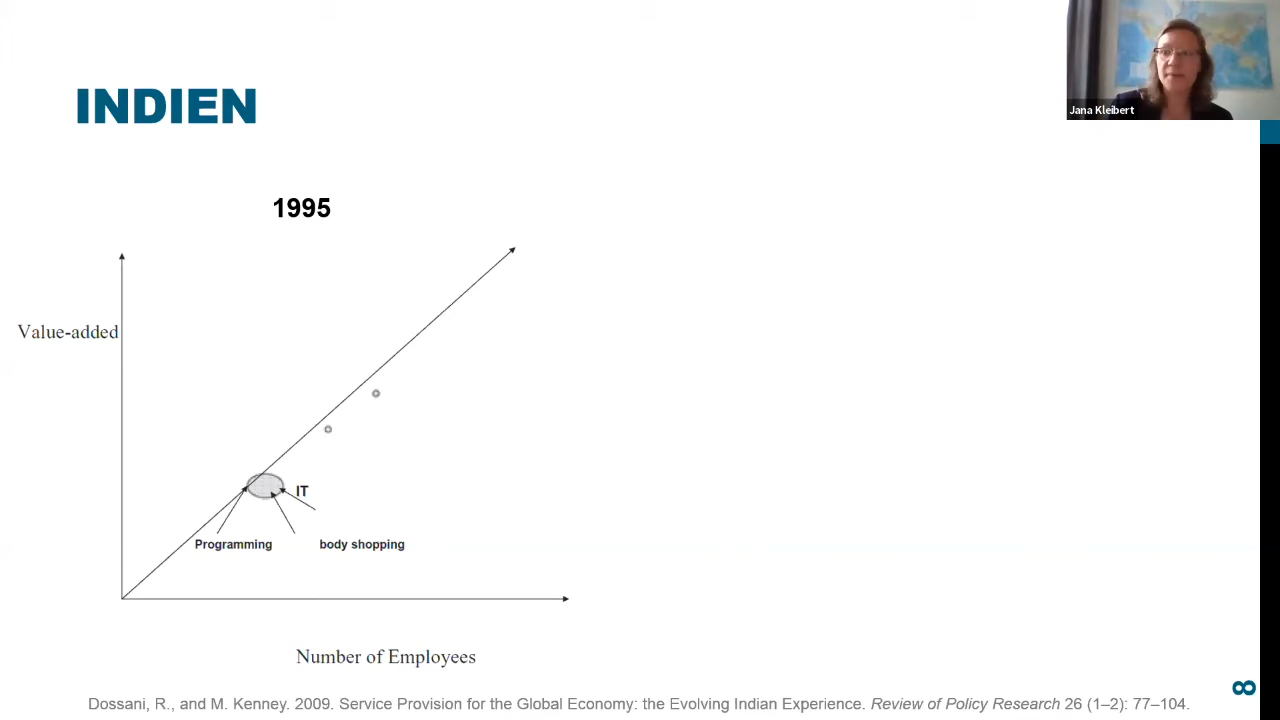 INDIEN
Jana Kleibert
1995
Value-added
IT
Programming
body shopping
Number of Employees
Dossani, R., and M. Kenney. 2009. Service Provision for the Global Economy: the Evolving Indian Experience. Review of Policy Research 26 (1–2): 77–104.
8